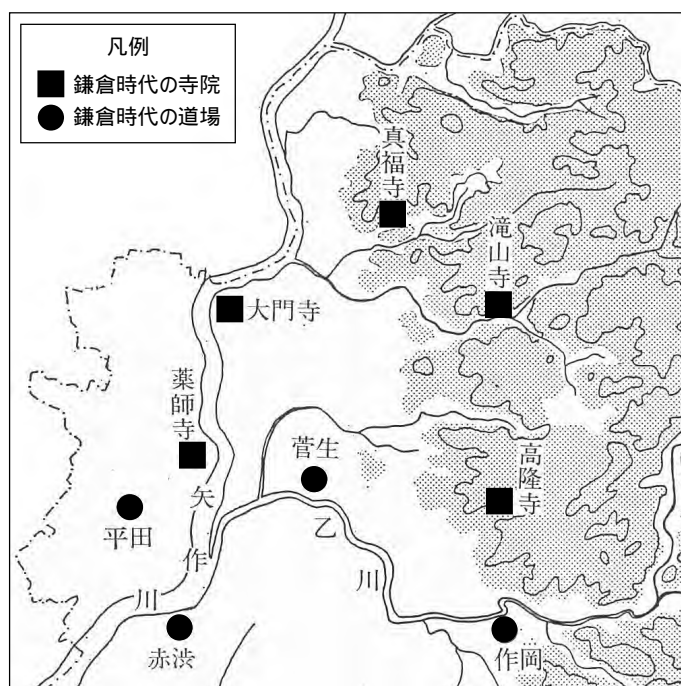 凡例
鎌倉時代の寺院
鎌倉時代の道場
真福寺
滝山寺
大門寺
薬師寺
菅生
高隆寺
平田
矢作川
乙川
赤渋
作岡